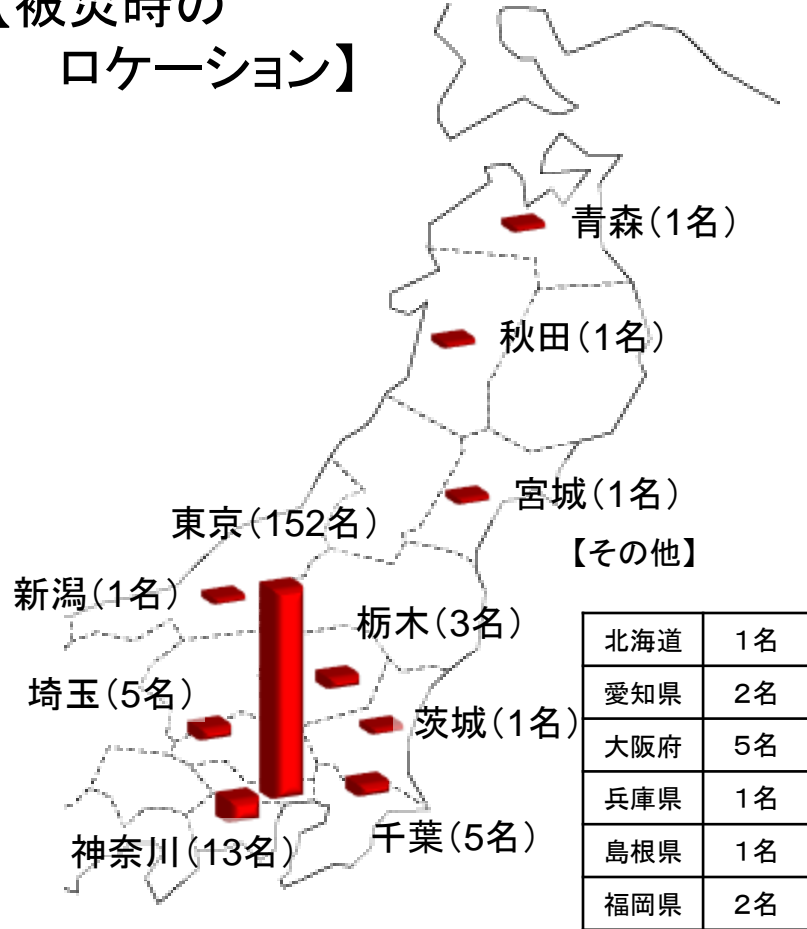 【被災時の
ロケーション】
青森（1名）
秋田（1名）
宮城（1名）
東京（152名）
【その他】
新潟（1名）
栃木（3名）
埼玉（5名）
茨城（1名）
千葉（5名）
神奈川（13名）
北海道 1名
愛知県 2名
大阪府 5名
兵庫県 1名
島根県 1名
福岡県 2名